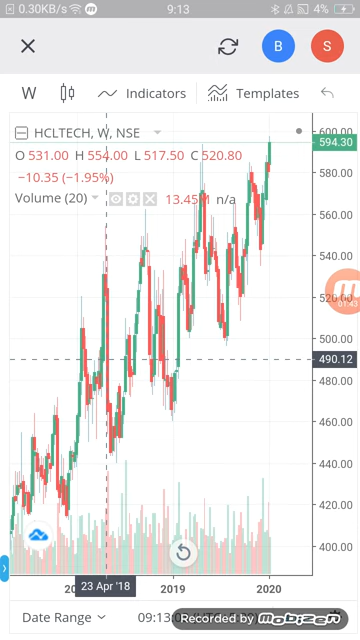 0.30KB/s 9:13 4%
B S
W Indicators Templates
HCLTECH, W, NSE
O 531.00 H 554.00 L 517.50 C 520.80
−10.35 (−1.95%)
Volume (20) 13.45M n/a
600.00
594.30
580.00
560.00
540.00
520.00
01:43
500.00
490.12
480.00
460.00
440.00
420.00
400.00
23 Apr '18 2019 2020
Date Range 09:13:
Recorded by Mobizen